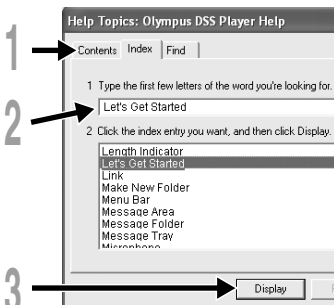 Help Topics: Olympus DSS Player Help
1
Contents Index Find
1 Type the first few letters of the word you're looking for.
2
Let's Get Started
2 Click the index entry you want, and then click Display.
Length Indicator
Let's Get Started
Link
Make New Folder
Menu Bar
Message Area
Message Folder
Message Tray
Microphone
3
Display